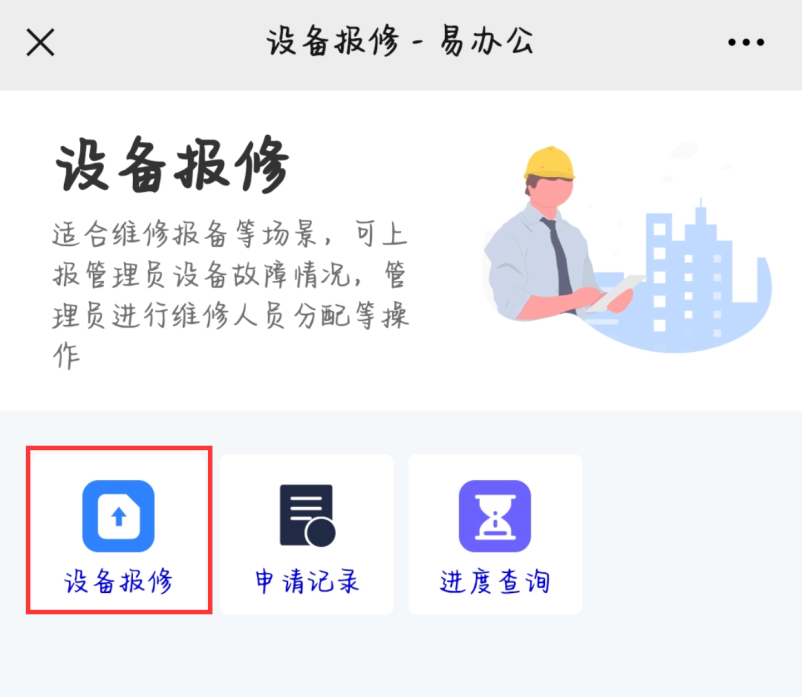 设备报修 - 易办公
设备报修
适合维修报备等场景，可上
报管理员设备故障情况，管
理员进行维修人员分配等操
作
设备报修
申请记录
进度查询